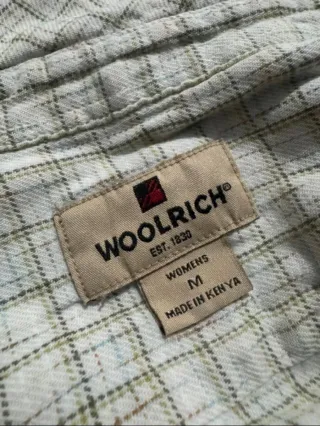 WOOLRICH®
EST. 1830
WOMENS
M
MADE IN KENYA